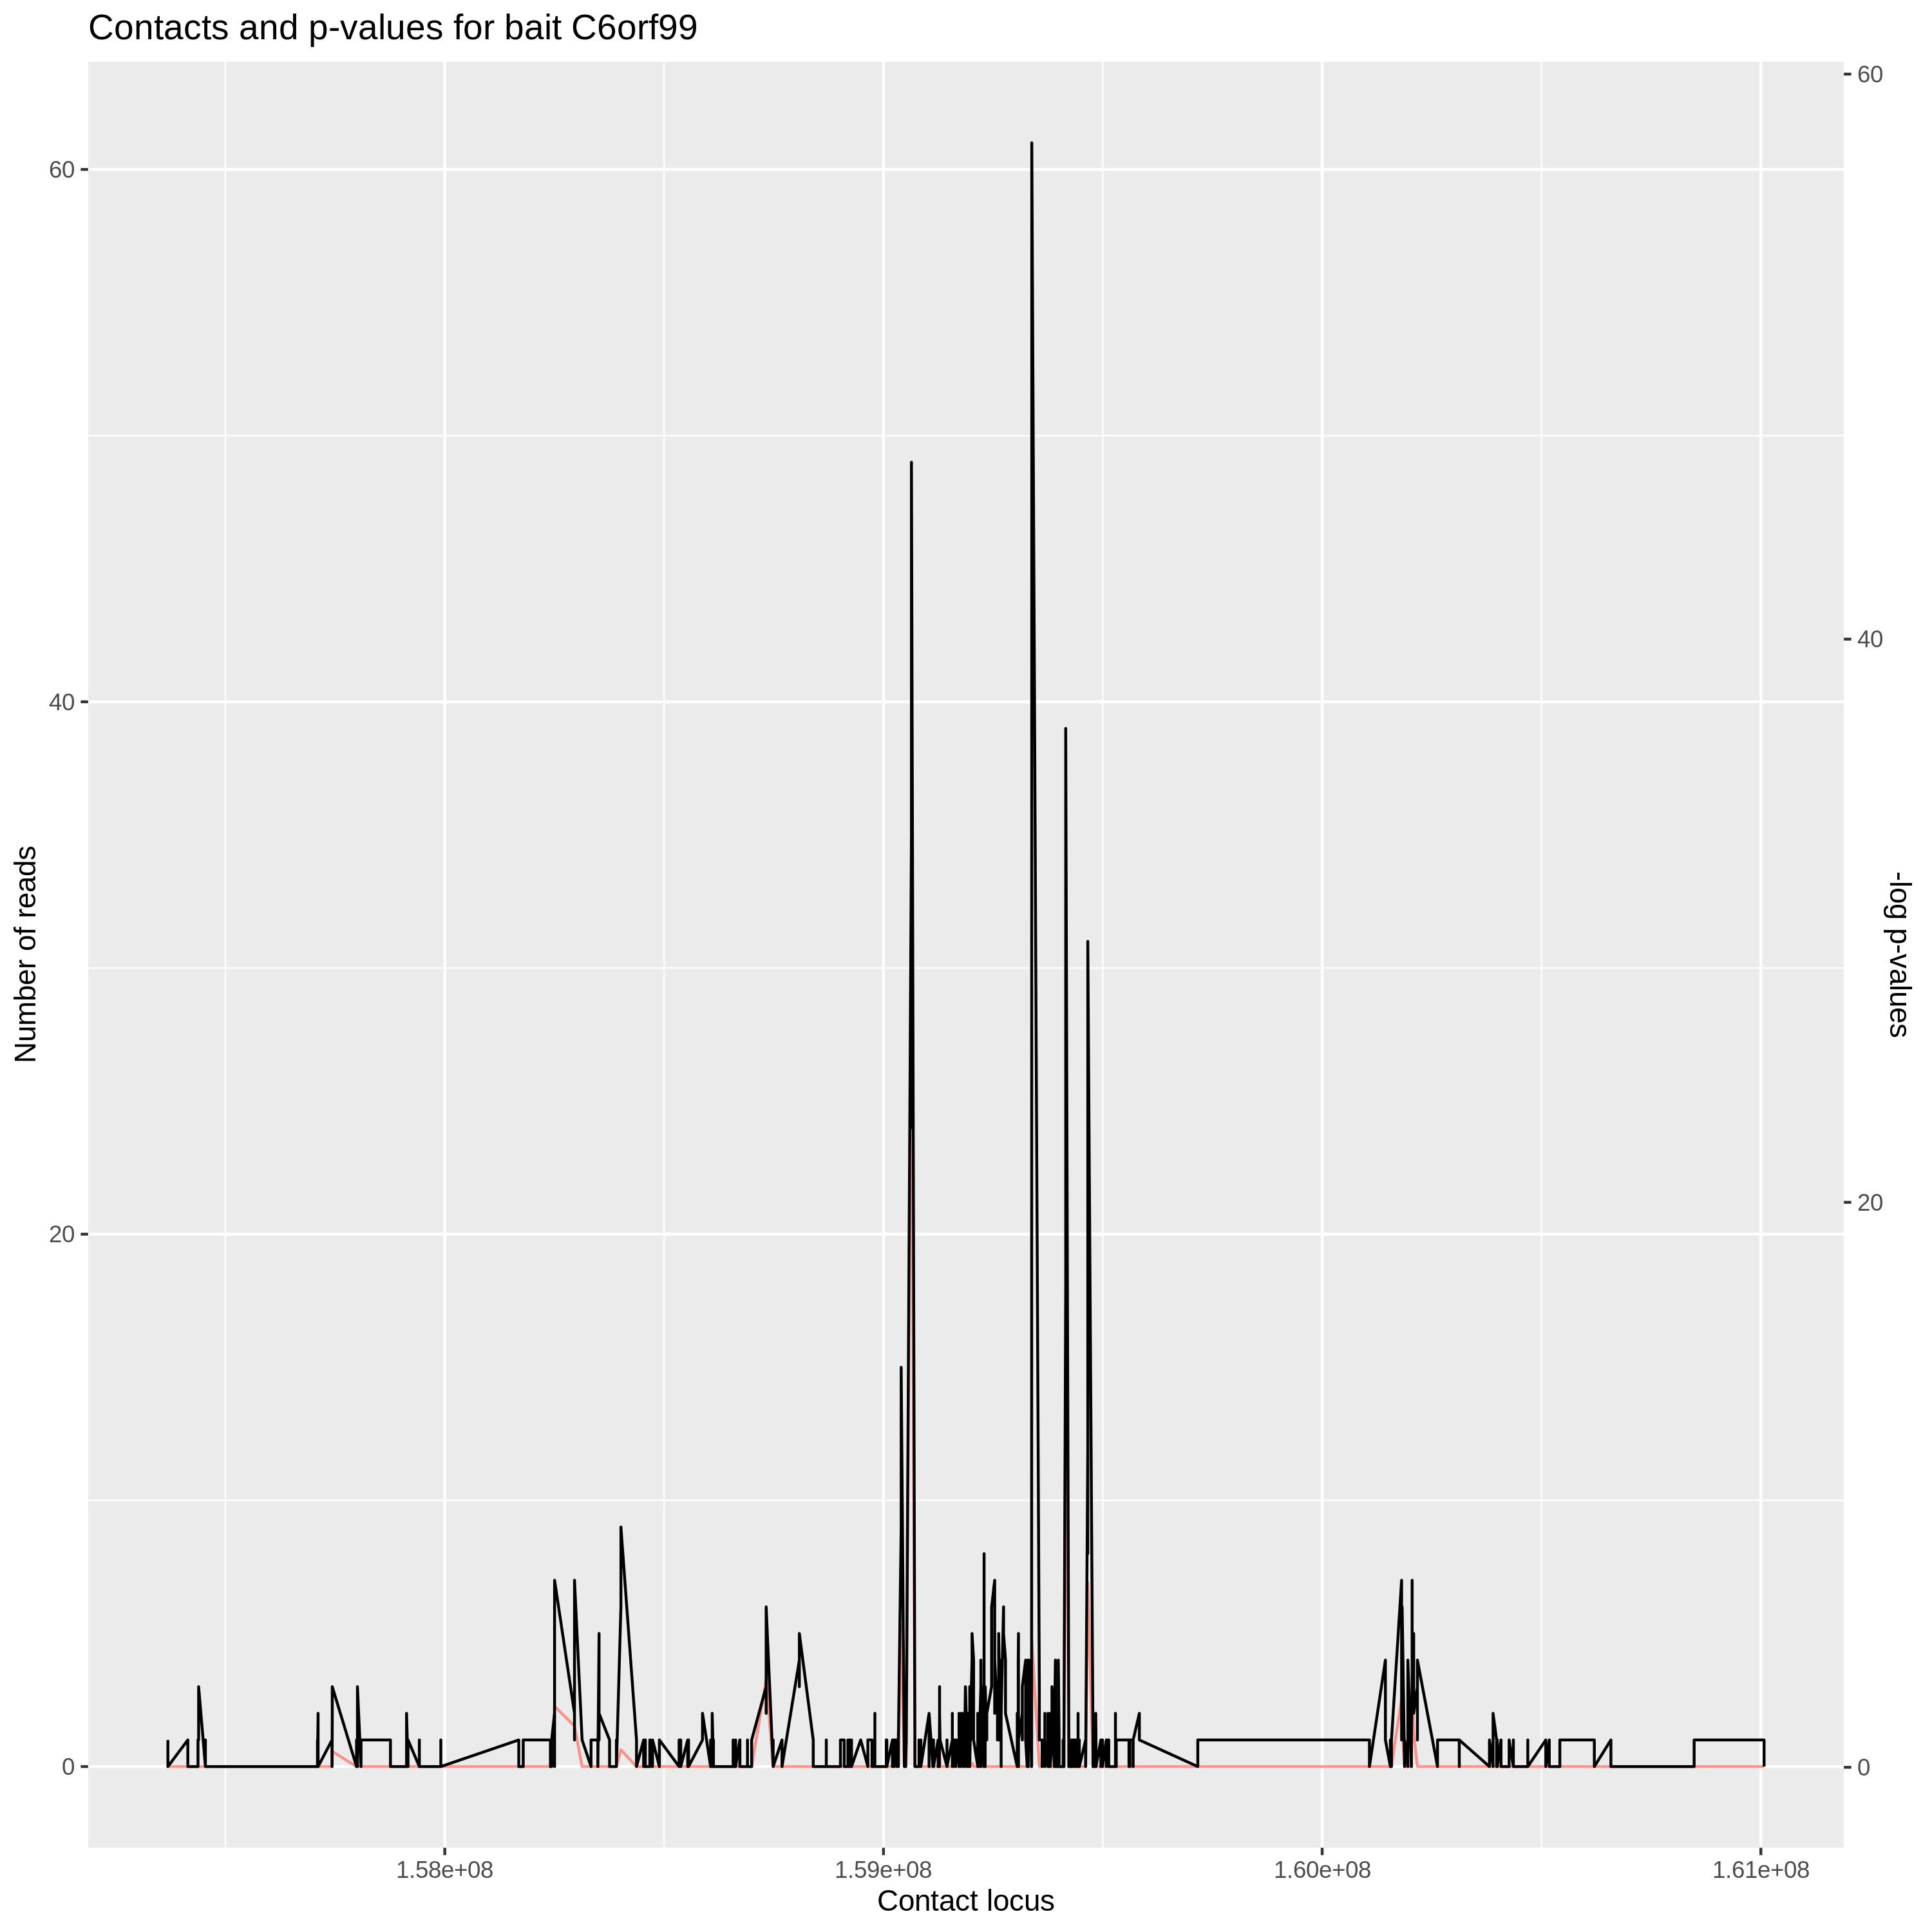 Contacts and p-values for bait C6orf99
60
40
20
0
Number of reads
60
40
20
0
-log p-values
1.58e+08 1.59e+08 1.60e+08 1.61e+08
Contact locus